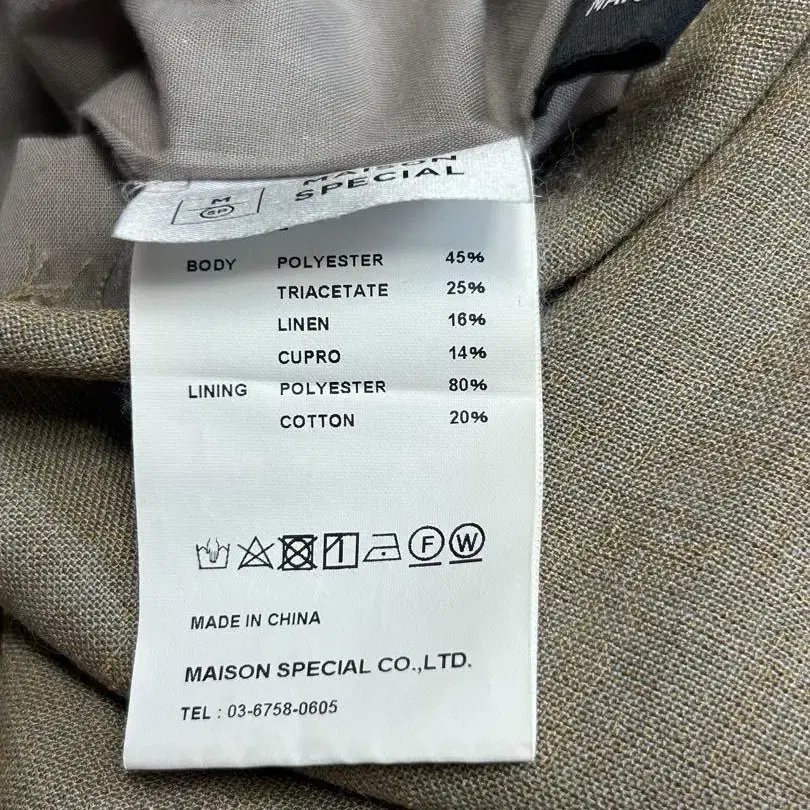 MAISON
SPECIAL
M
SP
BODY POLYESTER 45%
TRIACETATE 25%
LINEN 16%
CUPRO 14%
LINING POLYESTER 80%
COTTON 20%
F W
MADE IN CHINA
MAISON SPECIAL CO.,LTD.
TEL : 03-6758-0605